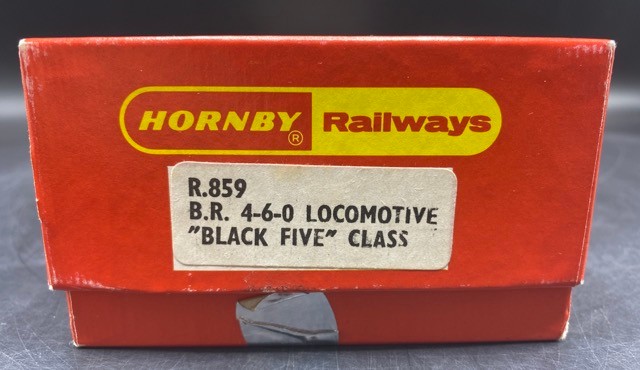 HORNBY® Railways
R.859
B.R. 4-6-0 LOCOMOTIVE
"BLACK FIVE" CLASS